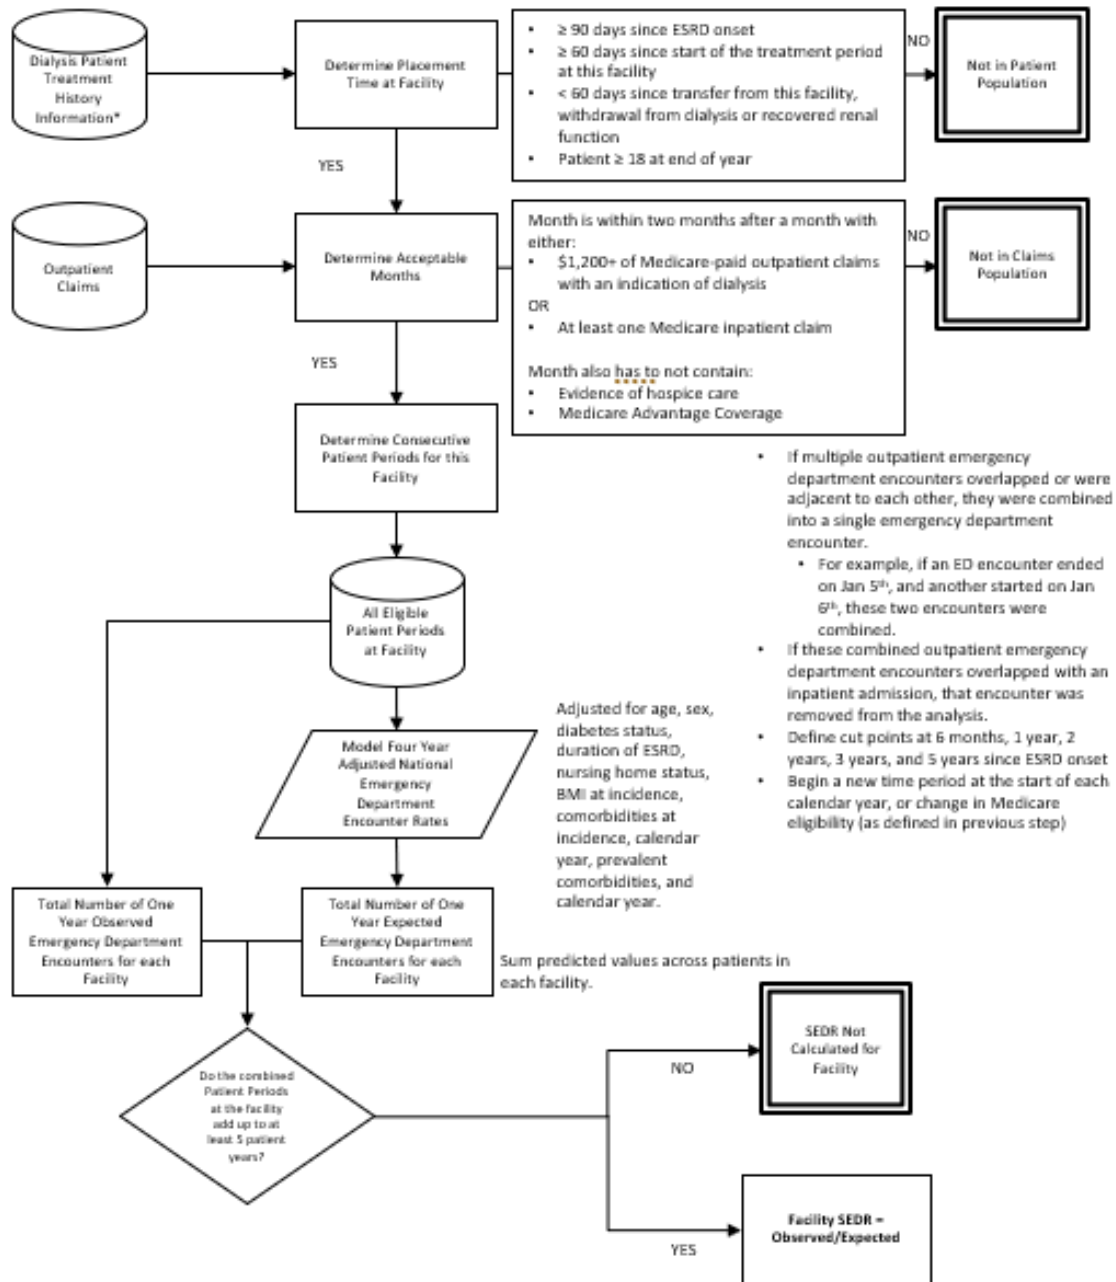 Dialysis Patient
Treatment
History
Information*
Determine Placement
Time at Facility
• ≥ 90 days since ESRD onset
• ≥ 60 days since start of the treatment period
at this facility
• < 60 days since transfer from this facility,
withdrawal from dialysis or recovered renal
function
• Patient ≥ 18 at end of year
NO
Not in Patient
Population
YES
Outpatient
Claims
Determine Acceptable
Months
Month is within two months after a month with
either:
• $1,200+ of Medicare-paid outpatient claims
with an indication of dialysis
OR
• At least one Medicare inpatient claim
Month also has to not contain:
• Evidence of hospice care
• Medicare Advantage Coverage
NO
Not in Claims
Population
YES
Determine Consecutive
Patient Periods for this
Facility
• If multiple outpatient emergency
department encounters overlapped or were
adjacent to each other, they were combined
into a single emergency department
encounter.
• For example, if an ED encounter ended
on Jan 5th, and another started on Jan
6th, these two encounters were
combined.
• If these combined outpatient emergency
department encounters overlapped with an
inpatient admission, that encounter was
removed from the analysis.
• Define cut points at 6 months, 1 year, 2
years, 3 years, and 5 years since ESRD onset
• Begin a new time period at the start of each
calendar year, or change in Medicare
eligibility (as defined in previous step)
All Eligible
Patient Periods
at Facility
Model Four Year
Adjusted National
Emergency
Department
Encounter Rates
Adjusted for age, sex,
diabetes status,
duration of ESRD,
nursing home status,
BMI at incidence,
comorbidities at
incidence, calendar
year, prevalent
comorbidities, and
calendar year.
Total Number of One
Year Observed
Emergency Department
Encounters for each
Facility
Total Number of One
Year Expected
Emergency Department
Encounters for each
Facility
Sum predicted values across patients in
each facility.
Do the combined
Patient Periods
at the facility
add up to at
least 5 patient
years?
NO
SEDR Not
Calculated for
Facility
YES
Facility SEDR =
Observed/Expected